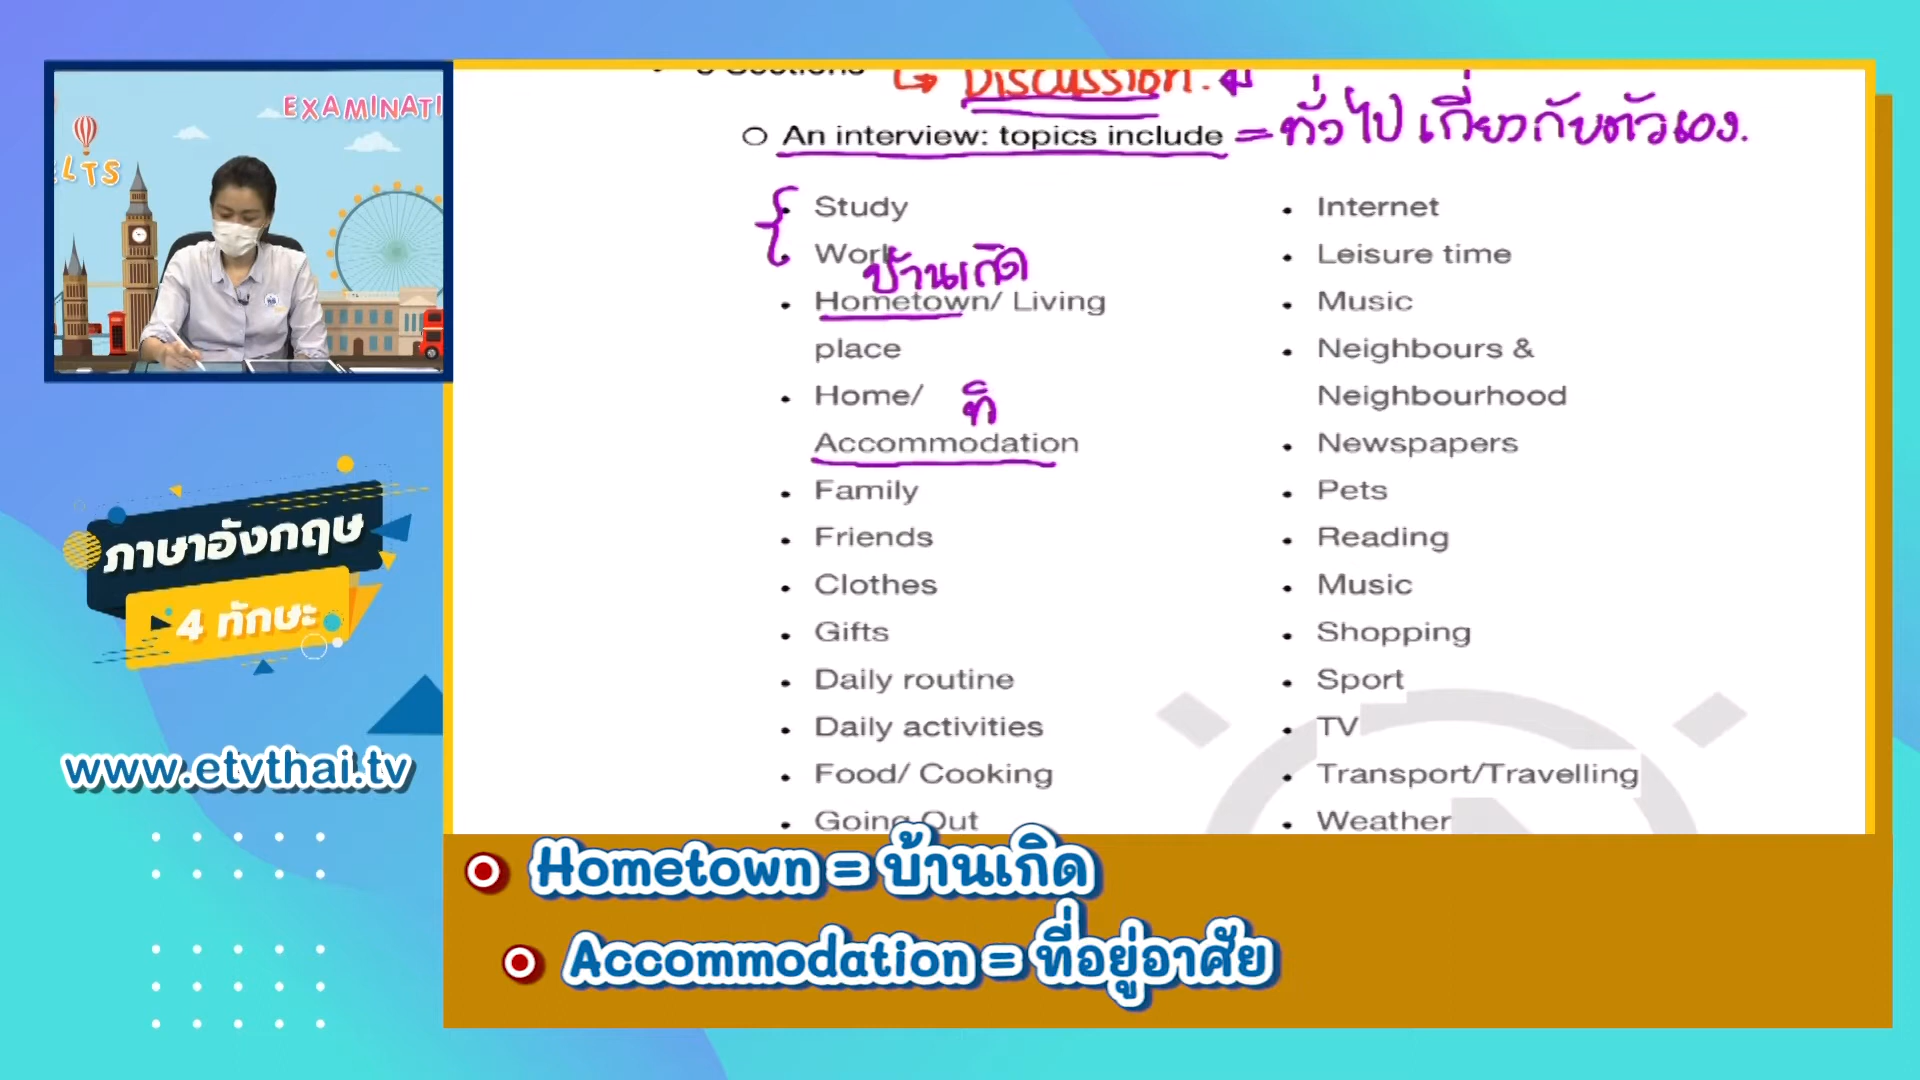 EXAMINATI
ELTS
ภาษาอังกฤษ
4 ทักษะ
www.etvthai.tv
3 Sections
↳ Discussion.
An interview: topics include = ทั่วไป เกี่ยวกับตัวเอง.
Study
Work
บ้านเกิด
Hometown/ Living
place
Home/
ที่
Accommodation
Family
Friends
Clothes
Gifts
Daily routine
Daily activities
Food/ Cooking
Going Out
Internet
Leisure time
Music
Neighbours &
Neighbourhood
Newspapers
Pets
Reading
Music
Shopping
Sport
TV
Transport/Travelling
Weather
Hometown = บ้านเกิด
Accommodation = ที่อยู่อาศัย